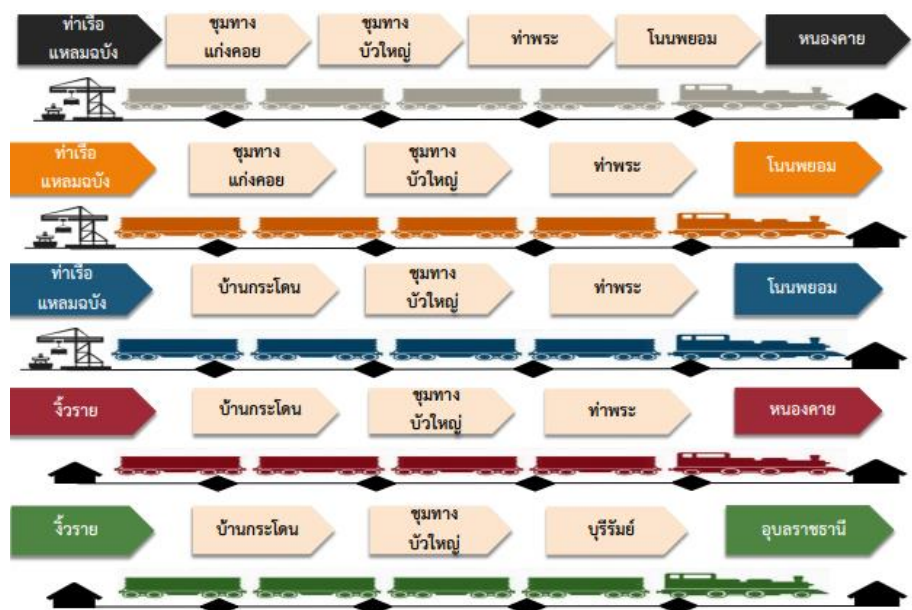 ท่าเรือ
แหลมฉบัง
ชุมทาง
แก่งคอย
ชุมทาง
บัวใหญ่
ท่าพระ
โนนพยอม
หนองคาย
ท่าเรือ
แหลมฉบัง
ชุมทาง
แก่งคอย
ชุมทาง
บัวใหญ่
ท่าพระ
โนนพยอม
ท่าเรือ
แหลมฉบัง
บ้านกระโดน
ชุมทาง
บัวใหญ่
ท่าพระ
โนนพยอม
งิ้วราย
บ้านกระโดน
ชุมทาง
บัวใหญ่
ท่าพระ
หนองคาย
งิ้วราย
บ้านกระโดน
ชุมทาง
บัวใหญ่
บุรีรัมย์
อุบลราชธานี